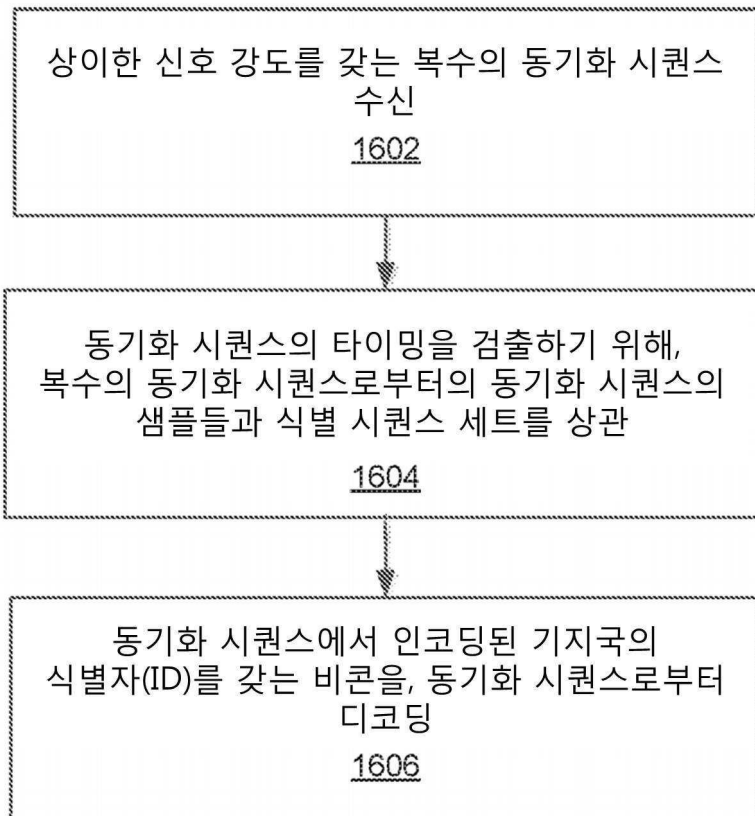 상이한 신호 강도를 갖는 복수의 동기화 시퀀스
수신
1602
동기화 시퀀스의 타이밍을 검출하기 위해,
복수의 동기화 시퀀스로부터의 동기화 시퀀스의
샘플들과 식별 시퀀스 세트를 상관
1604
동기화 시퀀스에서 인코딩된 기지국의
식별자(ID)를 갖는 비콘을, 동기화 시퀀스로부터
디코딩
1606